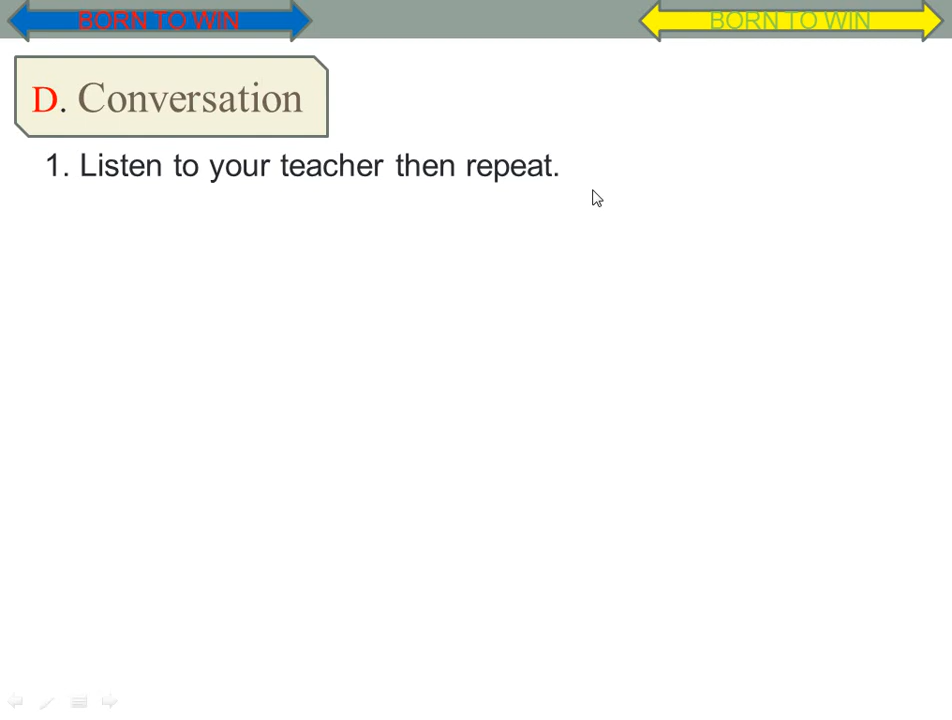 BORN TO WIN
BORN TO WIN
D. Conversation
1. Listen to your teacher then repeat.